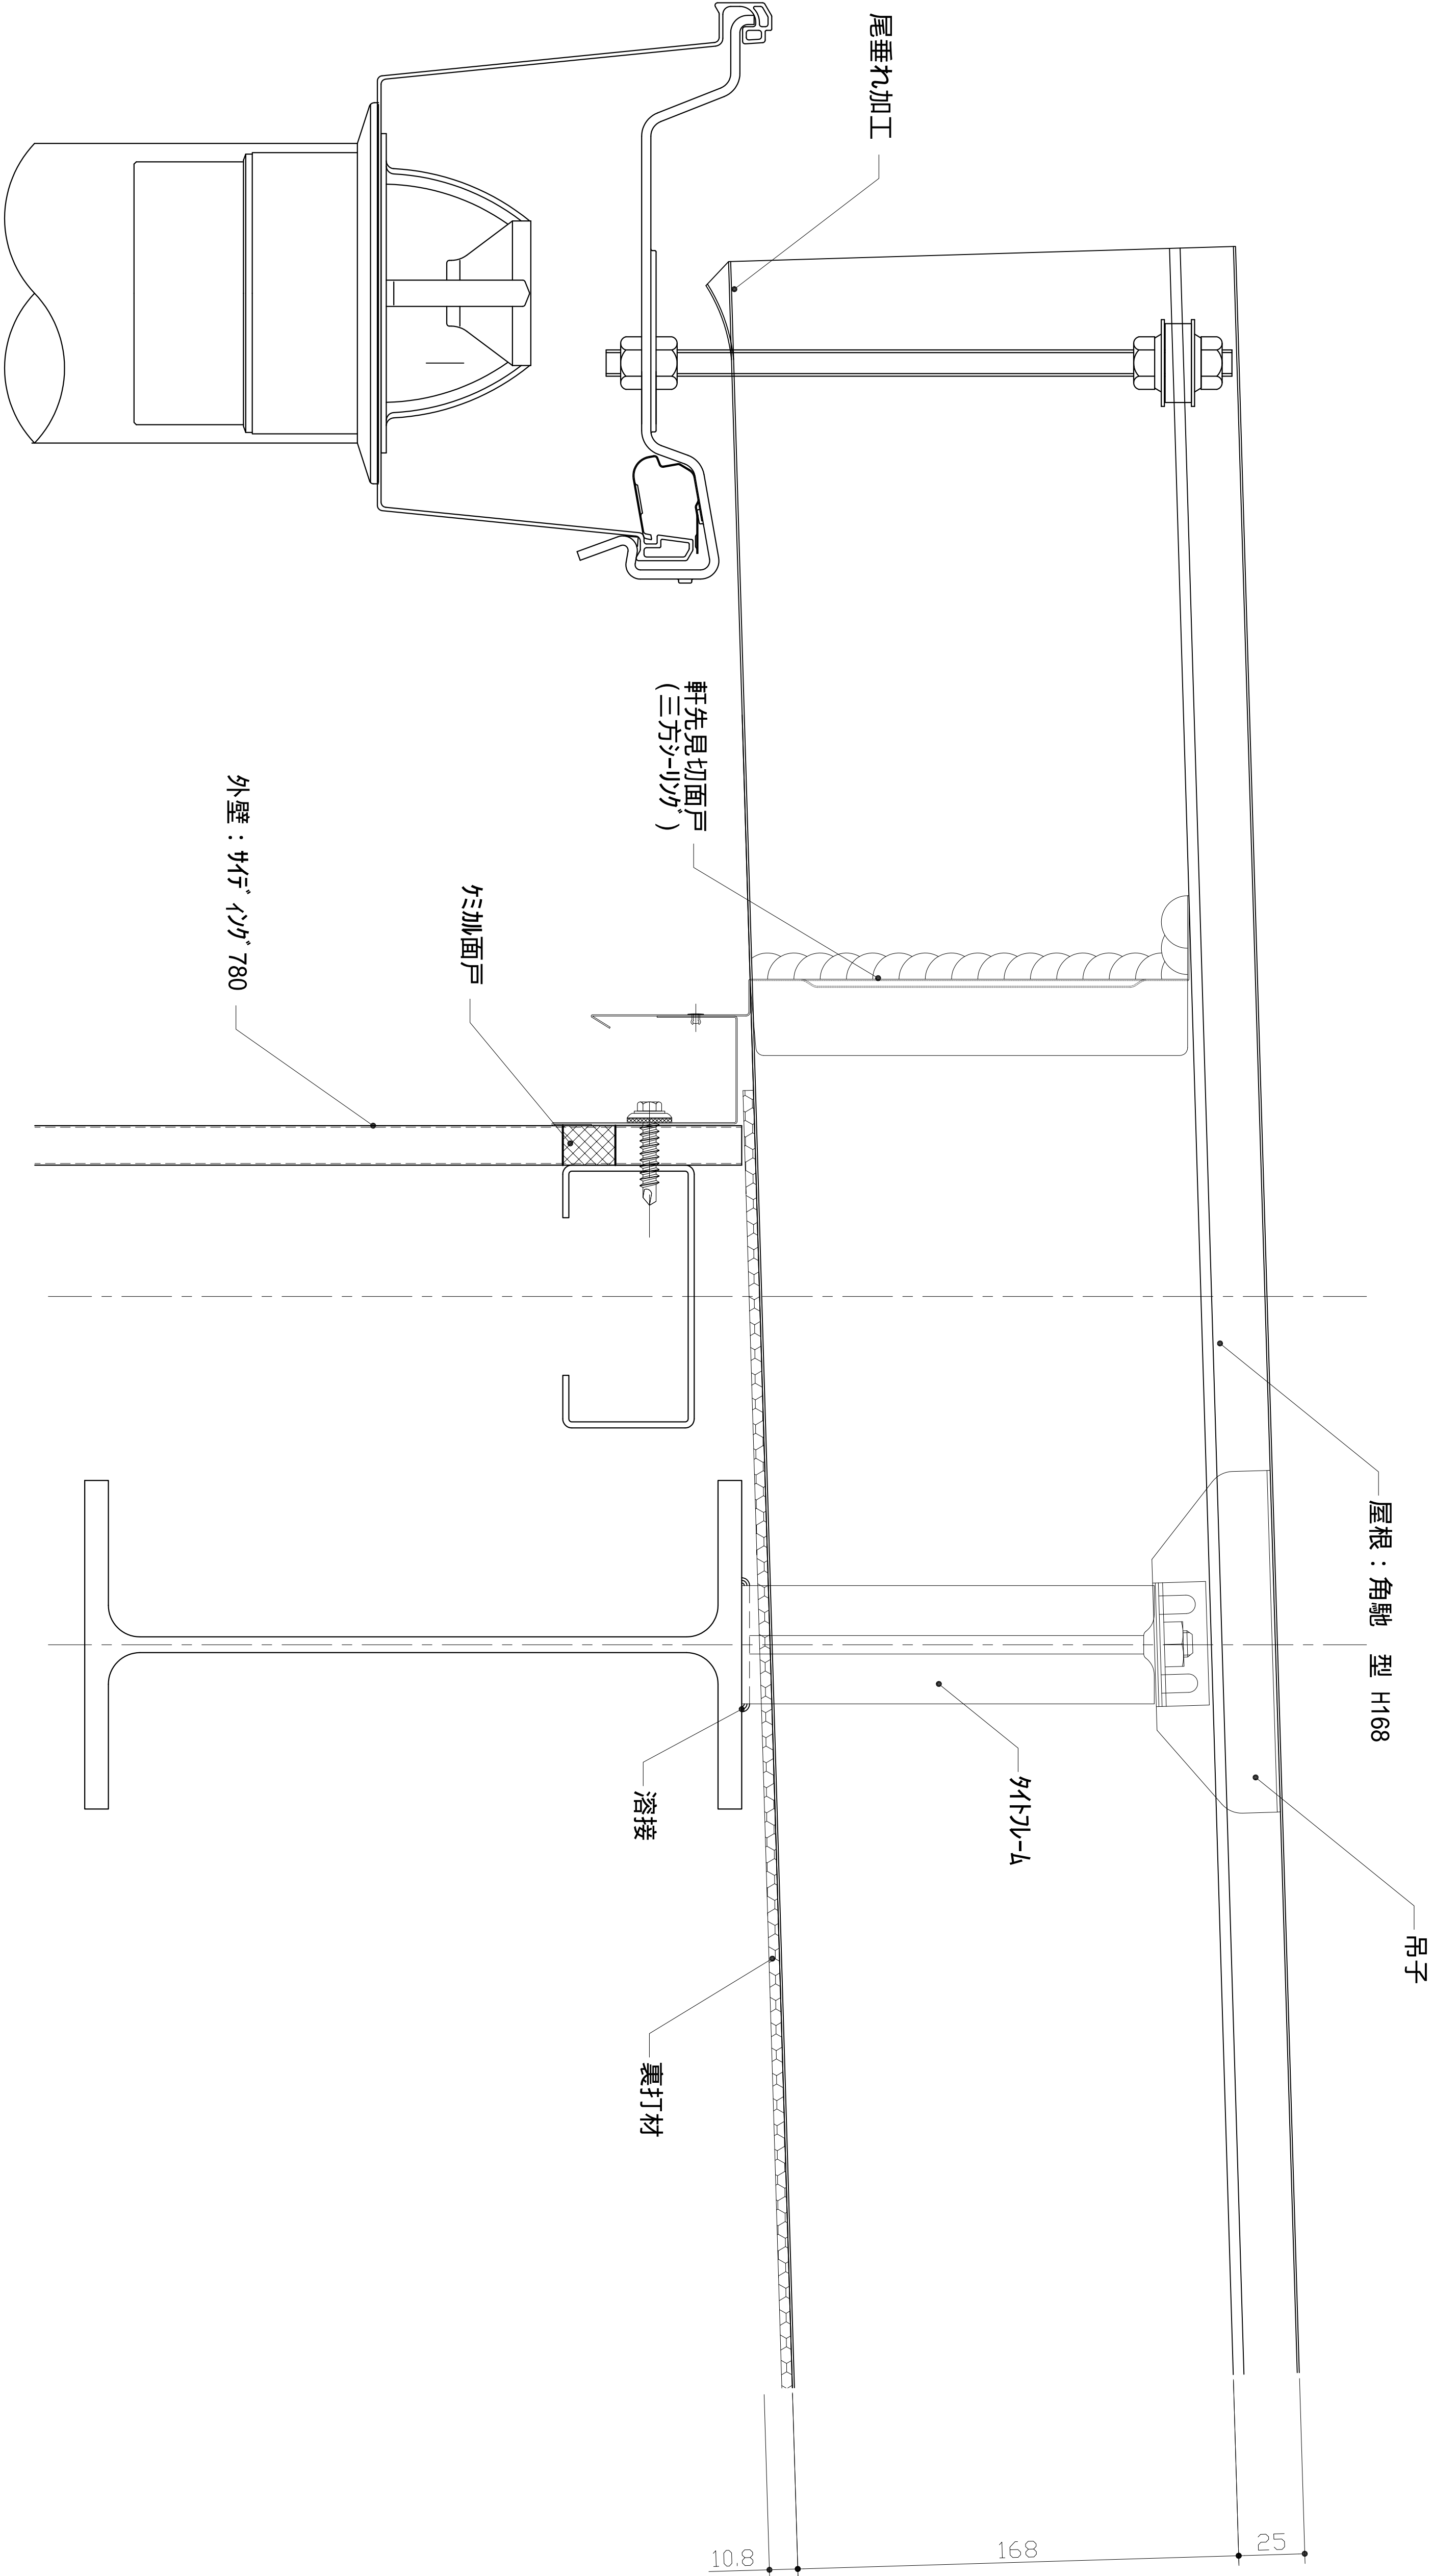 尾垂れ加工
屋根：角馳　型 H168
吊子
軒先見切面戸
(三方ｼｰﾘﾝｸﾞ)
ﾀｲﾄﾌﾚｰﾑ
ｹﾐｶﾙ面戸
溶接
裏打材
外壁：ｻｲﾃﾞｨﾝｸﾞ780
25
168
10.8